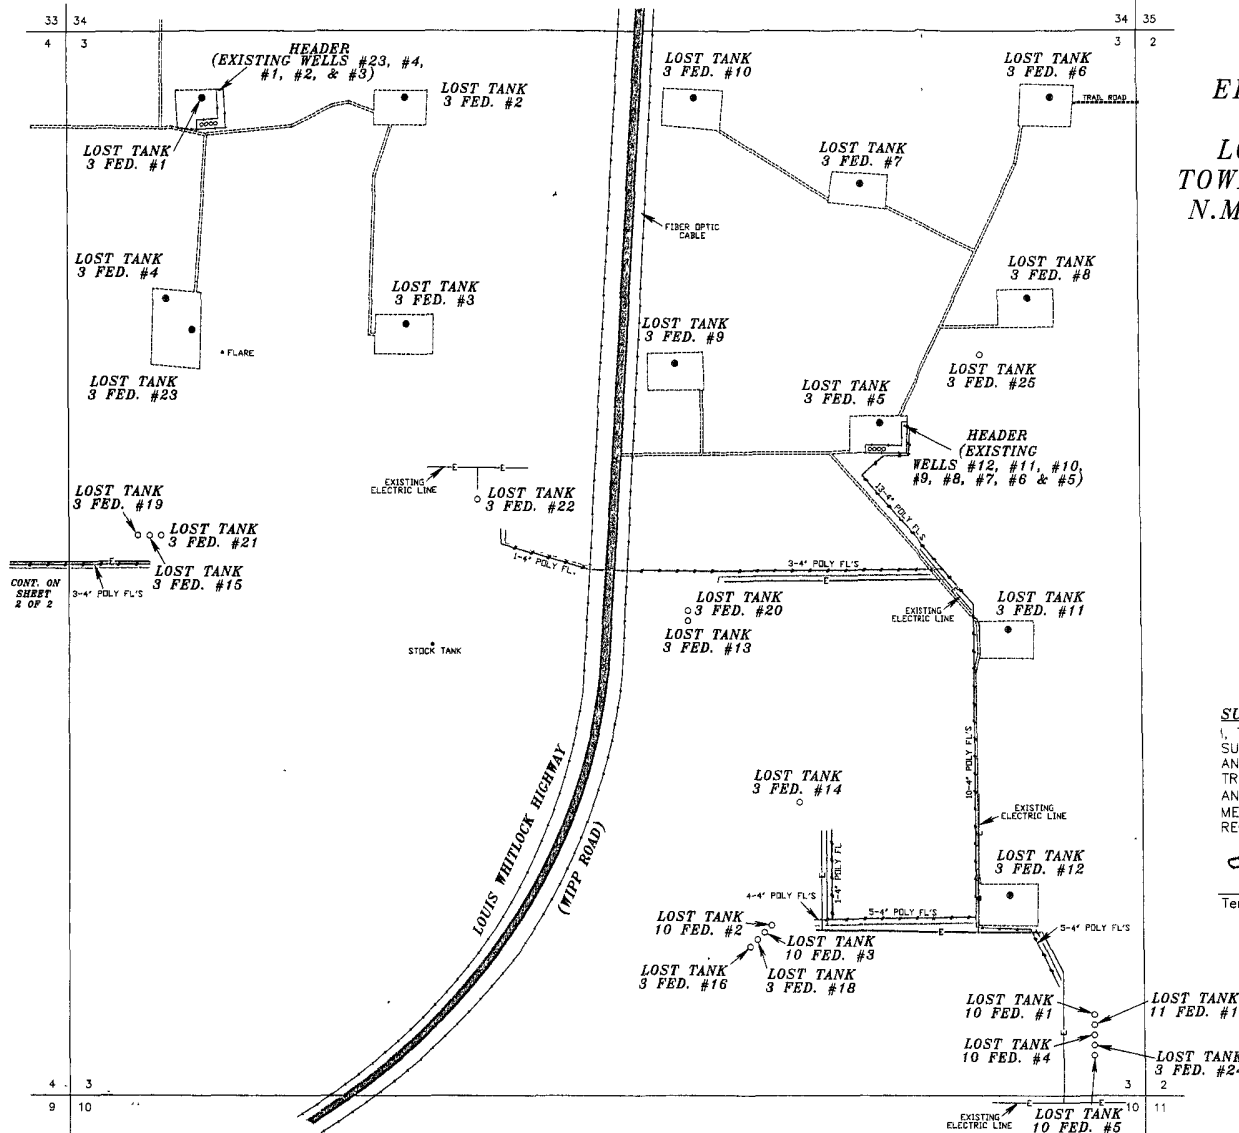 33 34
4 3
34 35
3 2
HEADER
(EXISTING WELLS #23, #4,
#1, #2, & #3)
LOST TANK
3 FED. #2
LOST TANK
3 FED. #10
LOST TANK
3 FED. #6
TRAIL ROAD
LOST TANK
3 FED. #1
LOST TANK
3 FED. #7
FIBER OPTIC
CABLE
LOST TANK
3 FED. #4
LOST TANK
3 FED. #3
LOST TANK
3 FED. #8
LOST TANK
3 FED. #9
FLARE
LOST TANK
3 FED. #23
LOST TANK
3 FED. #25
LOST TANK
3 FED. #5
HEADER
(EXISTING
WELLS #12, #11, #10,
#9, #8, #7, #6 & #5)
EXISTING
ELECTRIC LINE
E E
LOST TANK
3 FED. #22
LOST TANK
3 FED. #19
LOST TANK
3 FED. #21
LOST TANK
3 FED. #15
E
CONT. ON
SHEET
2 OF 2
3-4" POLY FL'S
1-4" POLY FL.
3-4" POLY FL'S
E
13-4" POLY FL'S
EXISTING
ELECTRIC LINE
LOST TANK
3 FED. #20
LOST TANK
3 FED. #13
LOST TANK
3 FED. #11
STOCK TANK
10-4" POLY FL'S
LOST TANK
3 FED. #14
EXISTING
ELECTRIC LINE
LOUIS WHITLOCK HIGHWAY
(WIPP ROAD)
LOST TANK
3 FED. #12
E
1-4" POLY FL
4-4" POLY FL'S
5-4" POLY FL'S
E
5-4" POLY FL'S
LOST TANK
10 FED. #2
LOST TANK
10 FED. #3
LOST TANK
3 FED. #16
LOST TANK
3 FED. #18
LOST TANK
10 FED. #1
LOST TANK
11 FED. #1
LOST TANK
10 FED. #4
LOST TANK
3 FED. #24
E
4 3
9 10
3 2
10 11
EXISTING
ELECTRIC LINE
E E
LOST TANK
10 FED. #5
TOW
N.M
SU
AN
TR
AN
ME
RE